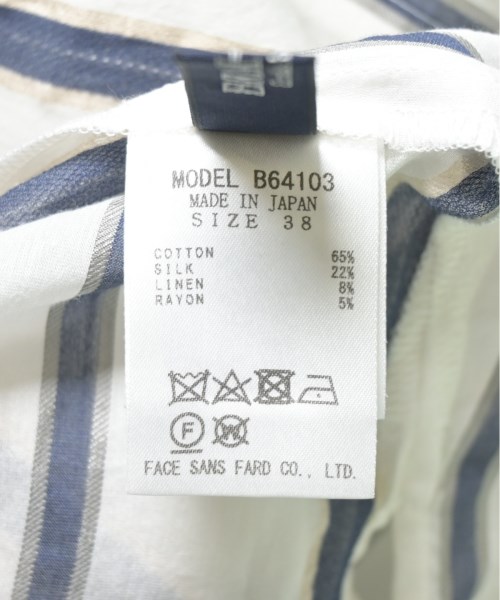 MODEL B64103
MADE IN JAPAN
SIZE 38
COTTON 65%
SILK 22%
LINEN 8%
RAYON 5%
F W
FACE SANS FARD CO., LTD.